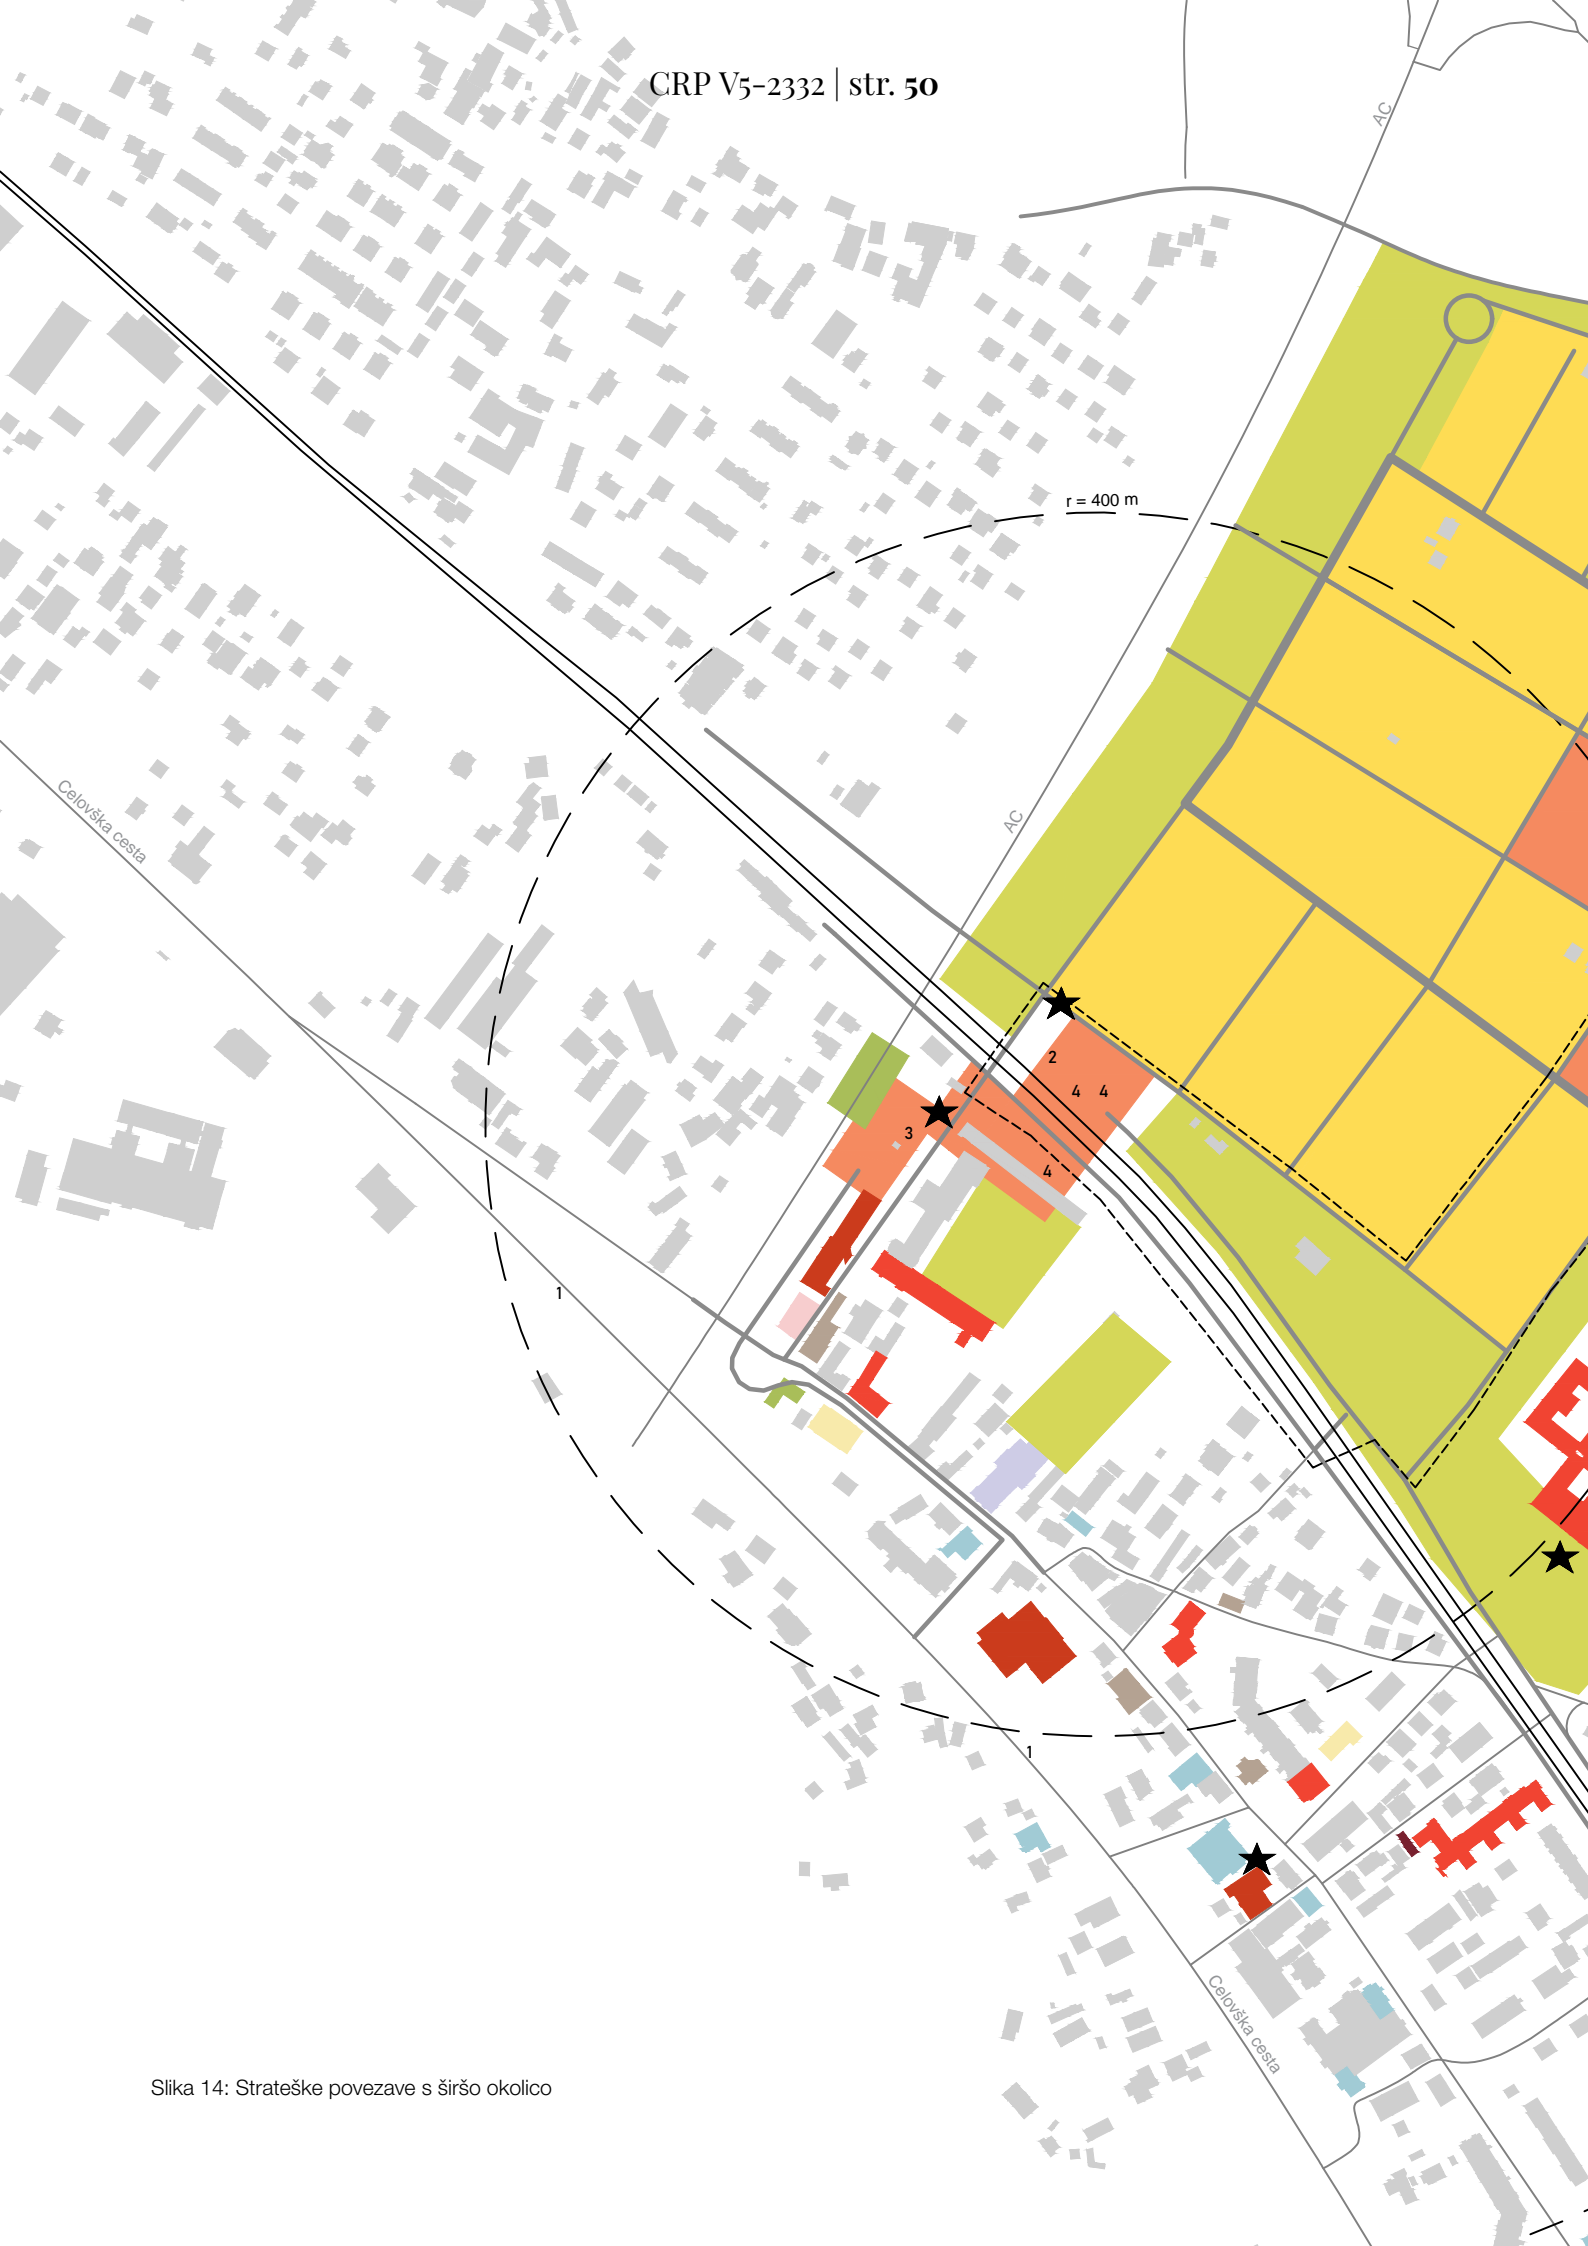 CRP V5-2332 | str. 50
AC
r = 400 m
Celovška cesta
AC
2
4 4
3
4
1
1
Celovška cesta
Slika 14: Strateške povezave s širšo okolico